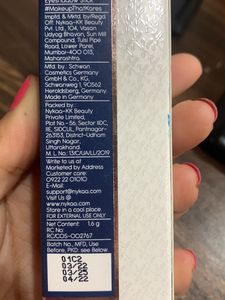 Eyeshadow Stick
#MakeupThatKares
Imptd. & Mktd. by/Regd.
Off: Nykaa-KK Beauty
Pvt. Ltd., 104, Vasan
Udyog Bhavan, Sun Mill
Compound, Tulsi Pipe
Road, Lower Parel,
Mumbai-400 013,
Maharashtra.
Mfd. by.: Schwan
Cosmetics Germany
GmbH & Co., KG,
Schwanweg 1, 90562
Heroldsberg, Germany.
Made in Germany
Packed by.:
Nykaa-KK Beauty
Private Limited,
Plot No - 56, Sector IIDC,
IIE, SIDCUL, Pantnagar-
263153, District-Udham
Singh Nagar,
Uttarakhand.
M. L. No.: 13C/UA/LL/2019
Write to us at
Marketed by Address
Customer care:
0922 22 01010
E-Mail:
support@nykaa.com
Visit Us @
www.nykaa.com
Store in a cool place.
FOR EXTERNAL USE ONLY
Net Content: 1.6 g
RC No:
RC/COS-002767
Batch No., MFD, Use
Before, PKD: see Below.
01C2
03/22
03/25
04/22